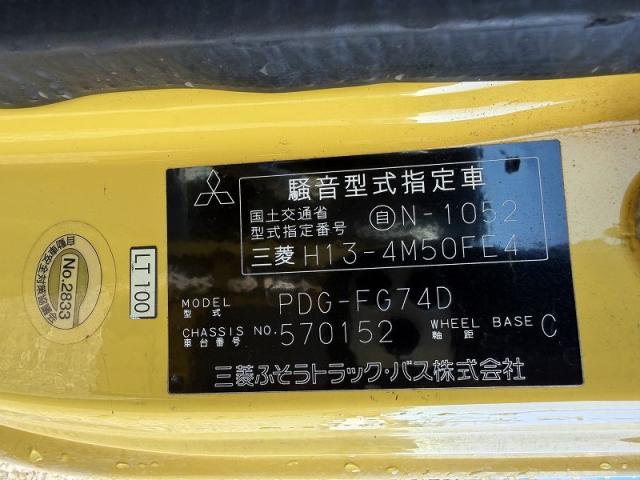 騒音型式指定車
国土交通省
型式指定番号 自N-1052
三菱 H13-4M50FE4
MODEL
型式 PDG-FG74D
CHASSIS NO.
車台番号 570152
WHEEL BASE
軸距 C
三菱ふそうトラック・バス株式会社
LT100
No.2833